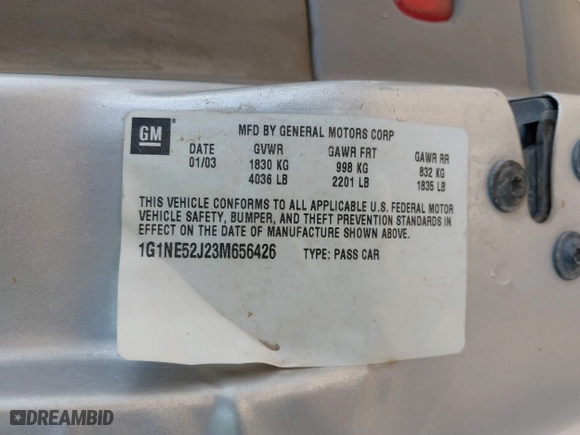 GM
MFD BY GENERAL MOTORS CORP
DATE GVWR GAWR FRT GAWR RR
01/03 1830 KG 998 KG 832 KG
4036 LB 2201 LB 1835 LB
THIS VEHICLE CONFORMS TO ALL APPLICABLE U.S. FEDERAL MOTOR
VEHICLE SAFETY, BUMPER, AND THEFT PREVENTION STANDARDS IN
EFFECT ON THE DATE OF MANUFACTURE SHOWN ABOVE.
1G1NE52J23M656426 TYPE: PASS CAR
DREAMBID